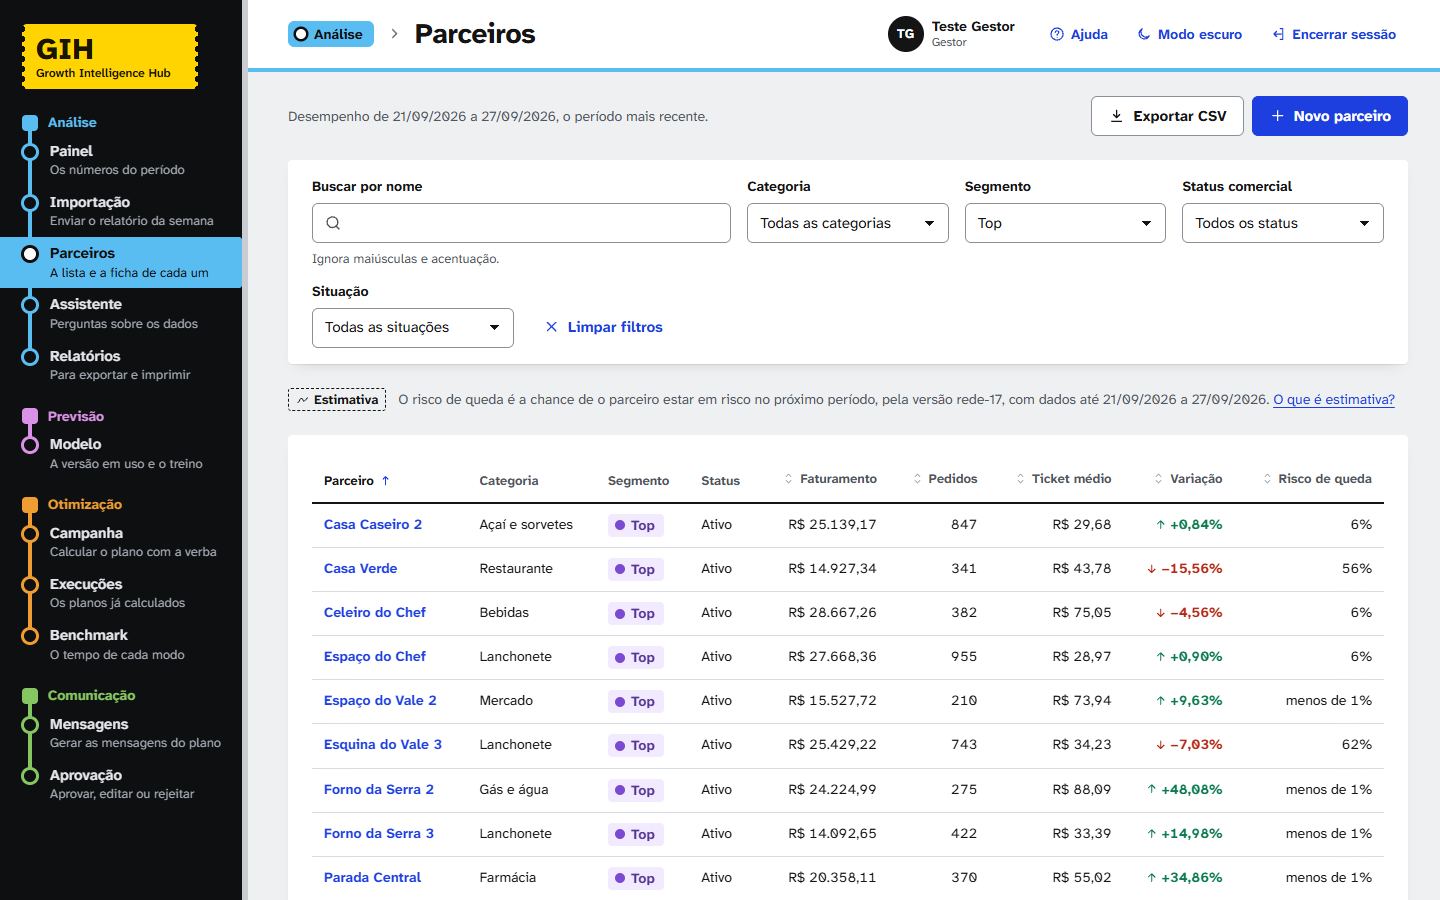 GIH
Growth Intelligence Hub
Análise
Painel
Os números do período
Importação
Enviar o relatório da semana
Parceiros
A lista e a ficha de cada um
Assistente
Perguntas sobre os dados
Relatórios
Para exportar e imprimir
Previsão
Modelo
A versão em uso e o treino
Otimização
Campanha
Calcular o plano com a verba
Execuções
Os planos já calculados
Benchmark
O tempo de cada modo
Comunicação
Mensagens
Gerar as mensagens do plano
Aprovação
Aprovar, editar ou rejeitar
Análise > Parceiros
TG Teste Gestor
Gestor
Ajuda
Modo escuro
Encerrar sessão
Desempenho de 21/09/2026 a 27/09/2026, o período mais recente.
Exportar CSV
+ Novo parceiro
Buscar por nome
Ignora maiúsculas e acentuação.
Categoria
Todas as categorias
Segmento
Top
Status comercial
Todos os status
Situação
Todas as situações
Limpar filtros
Estimativa O risco de queda é a chance de o parceiro estar em risco no próximo período, pela versão rede-17, com dados até 21/09/2026 a 27/09/2026. O que é estimativa?
Parceiro ↑ Categoria Segmento Status Faturamento Pedidos Ticket médio Variação Risco de queda
Casa Caseiro 2 Açaí e sorvetes Top Ativo R$ 25.139,17 847 R$ 29,68 ↑ +0,84% 6%
Casa Verde Restaurante Top Ativo R$ 14.927,34 341 R$ 43,78 ↓ −15,56% 56%
Celeiro do Chef Bebidas Top Ativo R$ 28.667,26 382 R$ 75,05 ↓ −4,56% 6%
Espaço do Chef Lanchonete Top Ativo R$ 27.668,36 955 R$ 28,97 ↑ +0,90% 6%
Espaço do Vale 2 Mercado Top Ativo R$ 15.527,72 210 R$ 73,94 ↑ +9,63% menos de 1%
Esquina do Vale 3 Lanchonete Top Ativo R$ 25.429,22 743 R$ 34,23 ↓ −7,03% 62%
Forno da Serra 2 Gás e água Top Ativo R$ 24.224,99 275 R$ 88,09 ↑ +48,08% menos de 1%
Forno da Serra 3 Lanchonete Top Ativo R$ 14.092,65 422 R$ 33,39 ↑ +14,98% menos de 1%
Parada Central Farmácia Top Ativo R$ 20.358,11 370 R$ 55,02 ↑ +34,86% menos de 1%